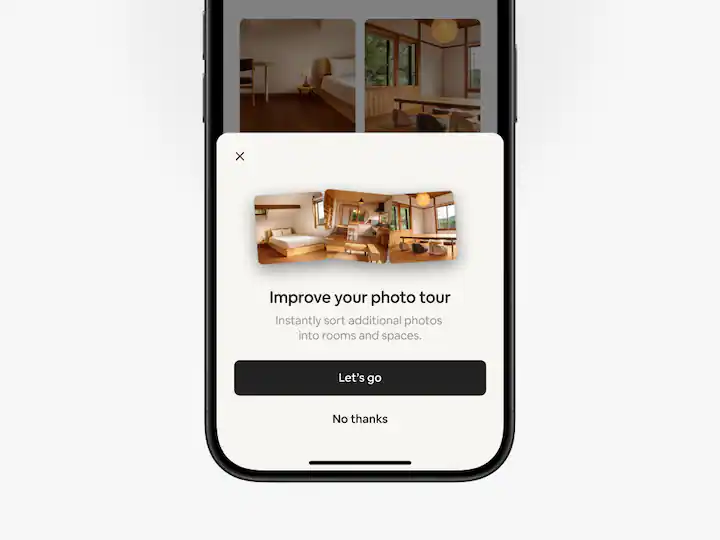 Improve your photo tour
Instantly sort additional photos
into rooms and spaces.
Let's go
No thanks